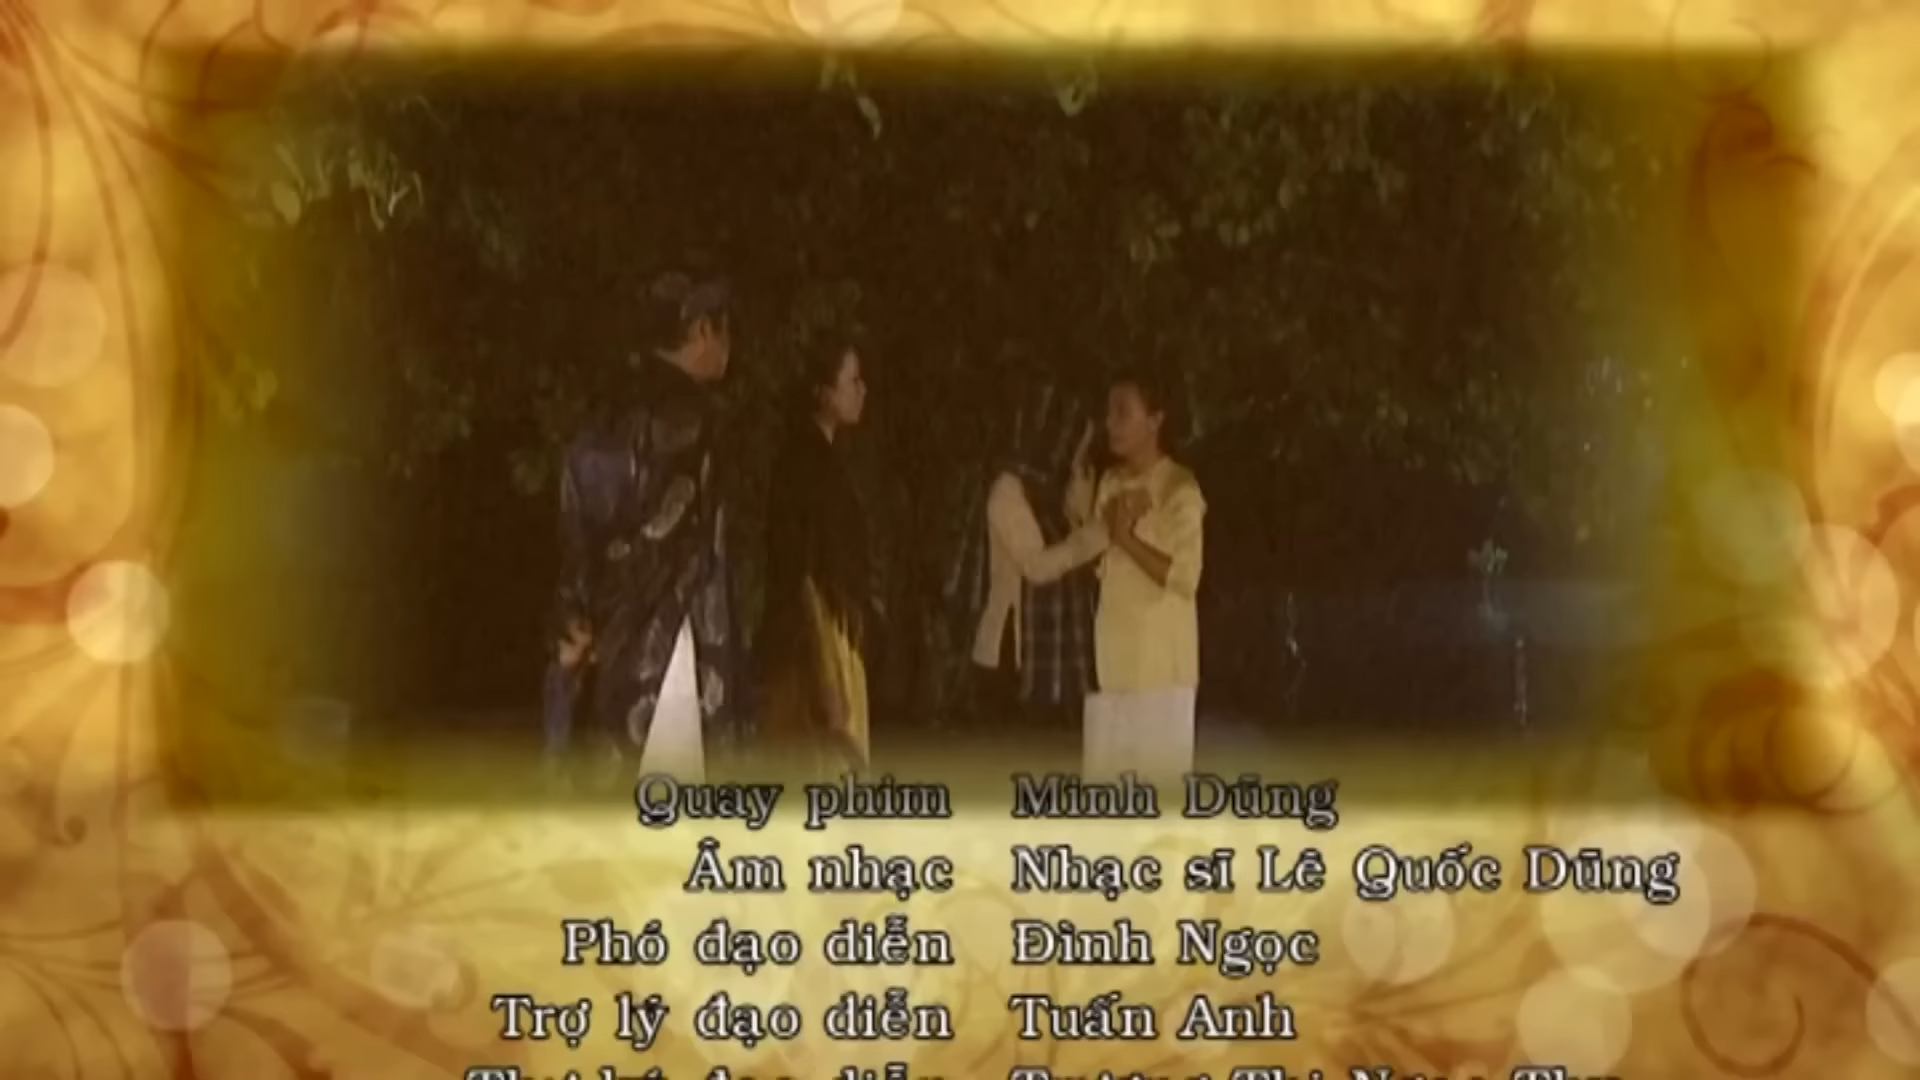 Quay phim Minh Dũng
Âm nhạc Nhạc sĩ Lê Quốc Dũng
Phó đạo diễn Đình Ngọc
Trợ lý đạo diễn Tuấn Anh